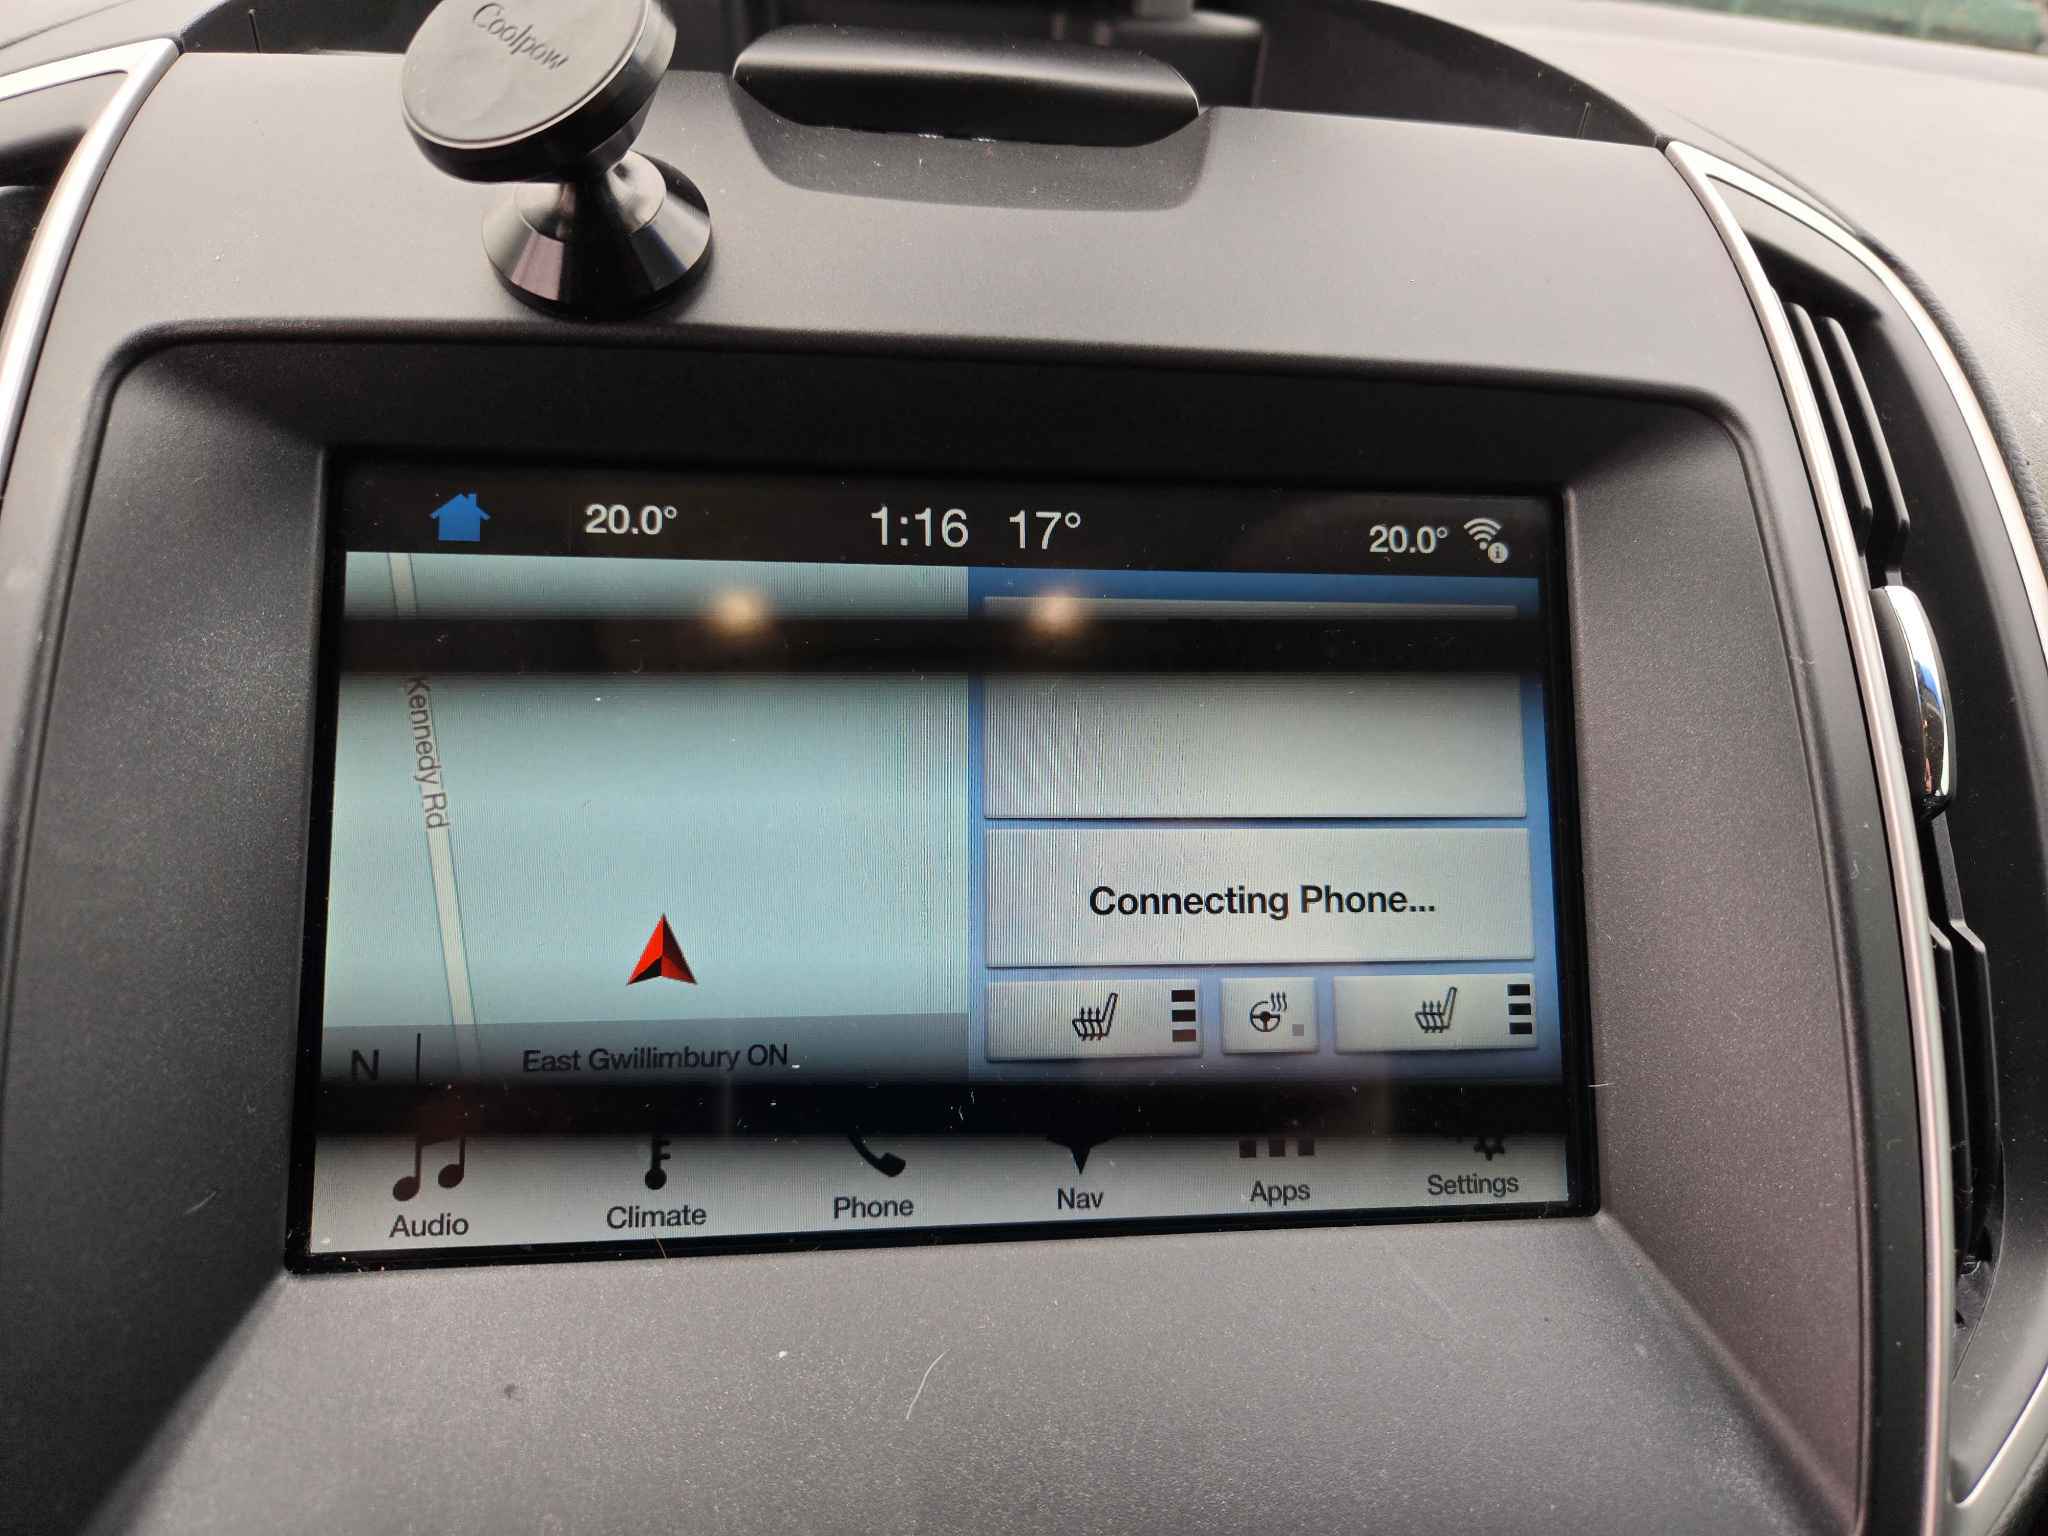 Coolpow
20.0°
1:16
17°
20.0°
Kennedy Rd
Connecting Phone...
N
East Gwillimbury ON
Audio
Climate
Phone
Nav
Apps
Settings